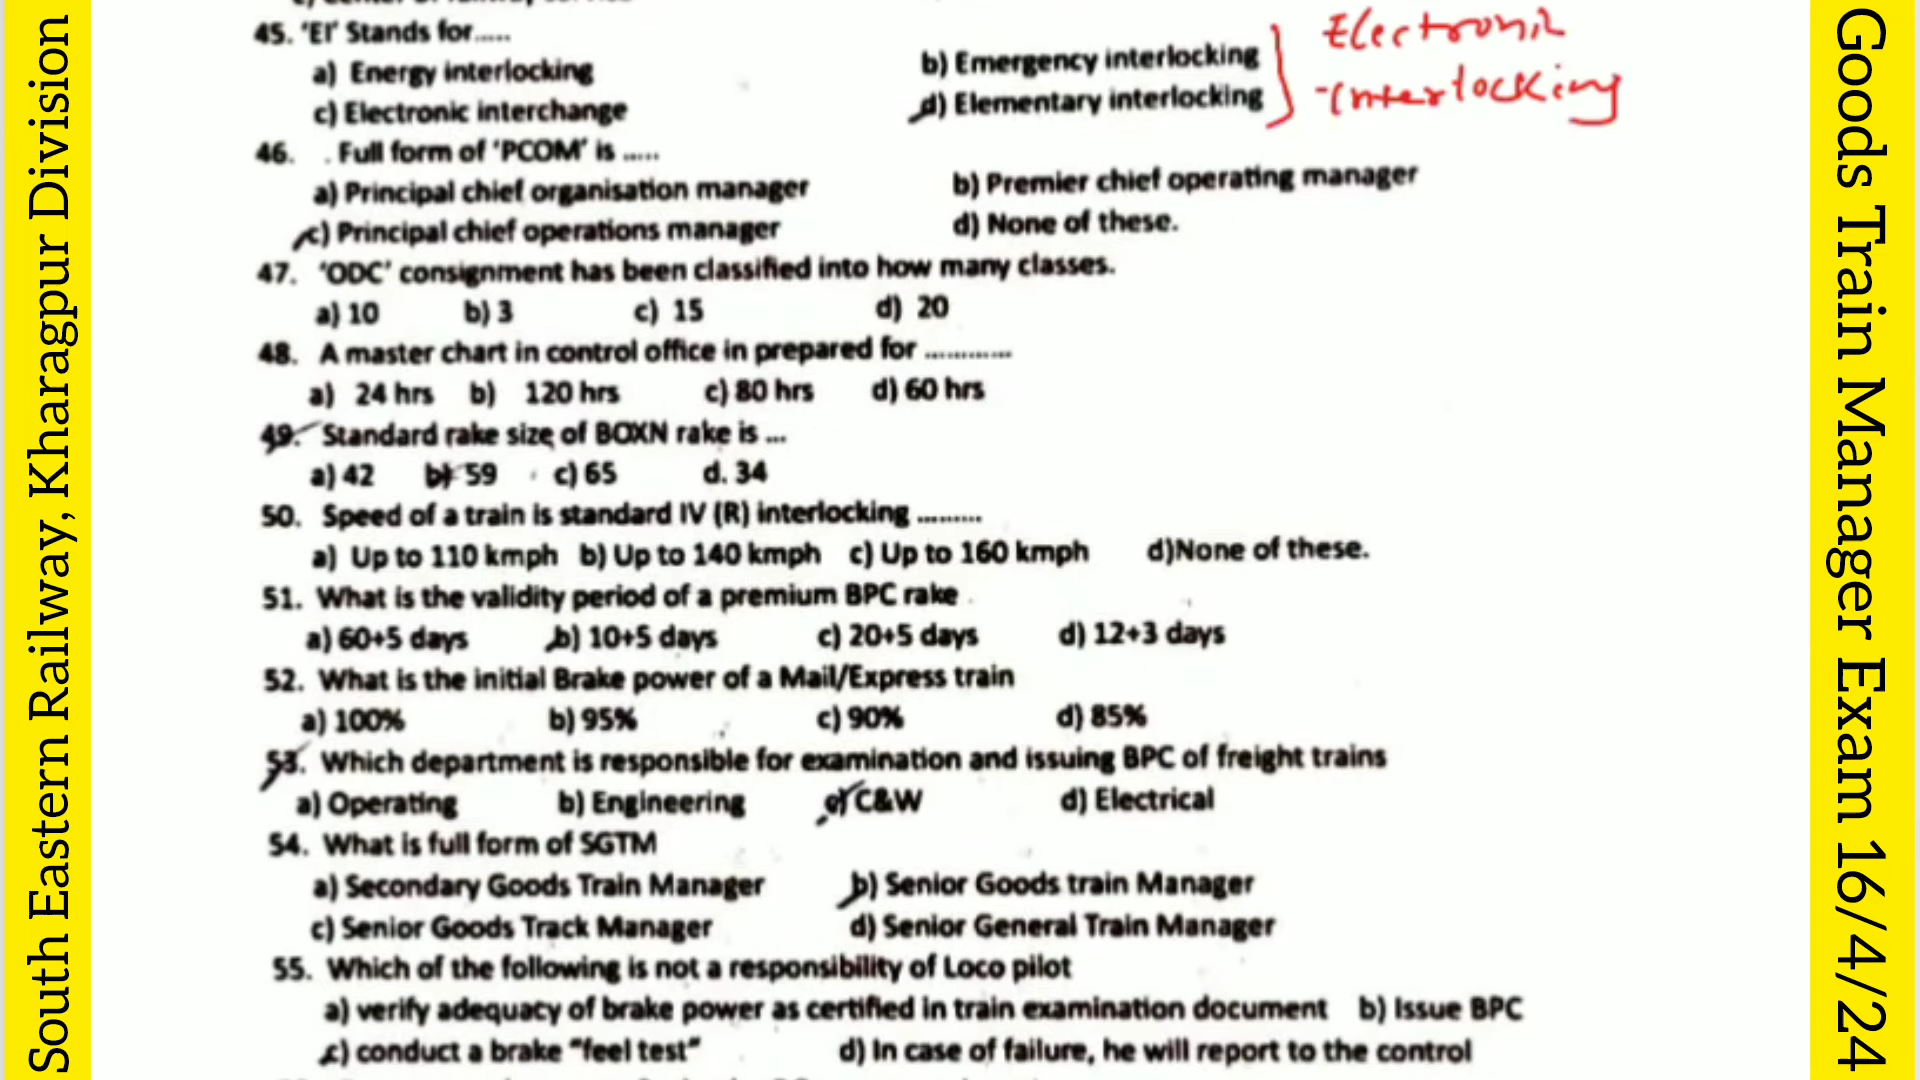 South Eastern Railway, Kharagpur Division
45. ‘EI’ Stands for.....
a) Energy interlocking b) Emergency interlocking
c) Electronic interchange d) Elementary interlocking
Electronic
Interlocking
46. . Full form of ‘PCOM’ is .....
a) Principal chief organisation manager b) Premier chief operating manager
c) Principal chief operations manager d) None of these.
47. ‘ODC’ consignment has been classified into how many classes.
a) 10 b) 3 c) 15 d) 20
48. A master chart in control office in prepared for ............
a) 24 hrs b) 120 hrs c) 80 hrs d) 60 hrs
49. Standard rake size of BOXN rake is ...
a) 42 b) 59 c) 65 d. 34
50. Speed of a train is standard IV (R) interlocking .........
a) Up to 110 kmph b) Up to 140 kmph c) Up to 160 kmph d)None of these.
51. What is the validity period of a premium BPC rake
a) 60+5 days b) 10+5 days c) 20+5 days d) 12+3 days
52. What is the initial Brake power of a Mail/Express train
a) 100% b) 95% c) 90% d) 85%
53. Which department is responsible for examination and issuing BPC of freight trains
a) Operating b) Engineering c) C&W d) Electrical
54. What is full form of SGTM
a) Secondary Goods Train Manager b) Senior Goods train Manager
c) Senior Goods Track Manager d) Senior General Train Manager
55. Which of the following is not a responsibility of Loco pilot
a) verify adequacy of brake power as certified in train examination document b) Issue BPC
c) conduct a brake “feel test” d) In case of failure, he will report to the control
Goods Train Manager Exam 16/4/24